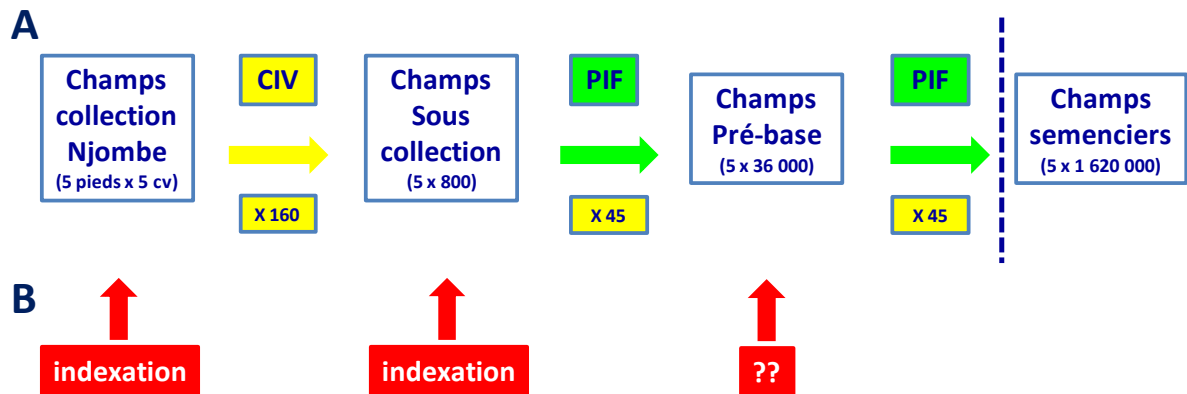 A
Champs
collection
Njombe
(5 pieds x 5 cv)
CIV
X 160
Champs
Sous
collection
(5 x 800)
PIF
X 45
Champs
Pré-base
(5 x 36 000)
PIF
X 45
Champs
semenciers
(5 x 1 620 000)
B
indexation
indexation
??